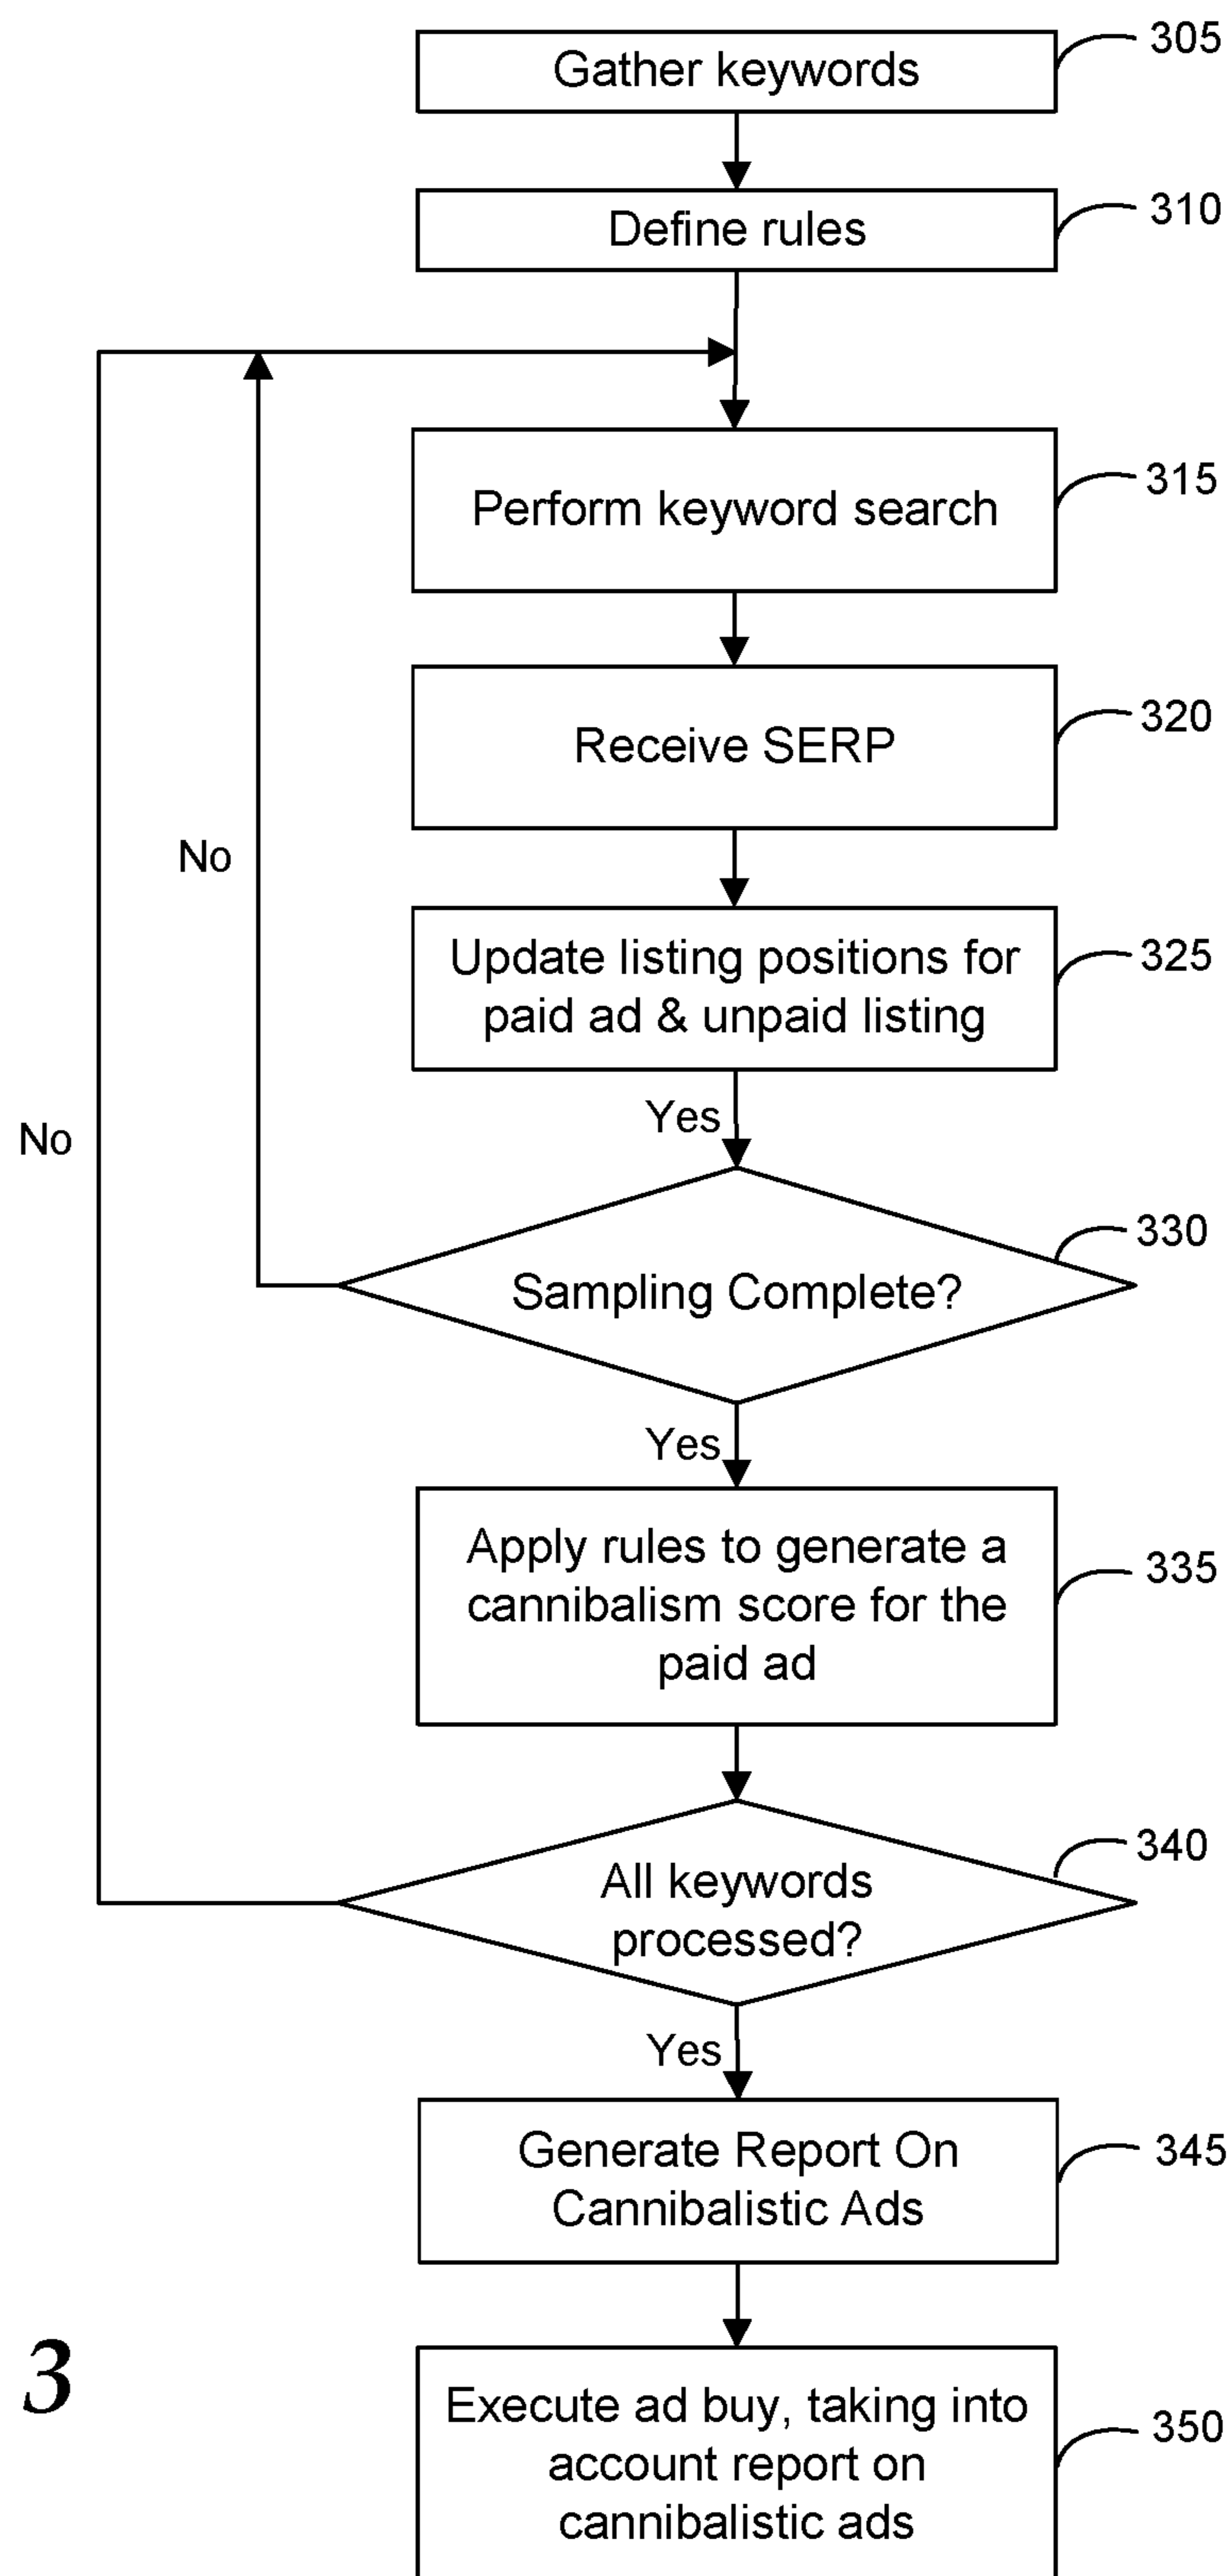 Gather keywords
305
Define rules
310
Perform keyword search
315
Receive SERP
320
No
Update listing positions for
paid ad & unpaid listing
325
Yes
No
Sampling Complete?
330
Yes
Apply rules to generate a
cannibalism score for the
paid ad
335
All keywords
processed?
340
Yes
Generate Report On
Cannibalistic Ads
345
Execute ad buy, taking into
account report on
cannibalistic ads
350
3